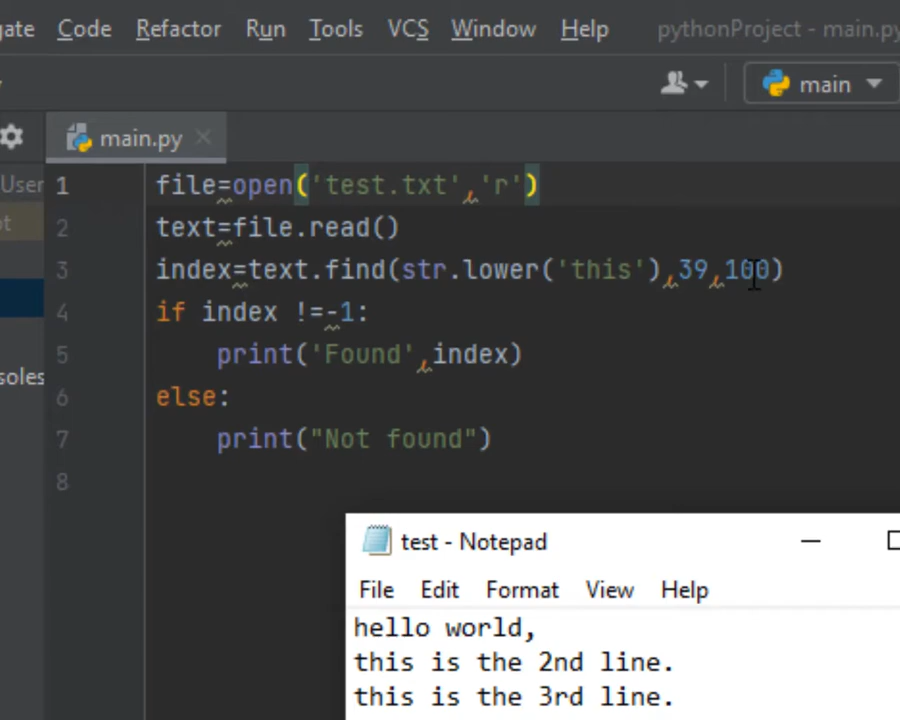 gate Code Refactor Run Tools VCS Window Help pythonProject - main.py
main
main.py
User
1 file=open('test.txt','r')
2 text=file.read()
3 index=text.find(str.lower('this'),39,100)
4 if index !=-1:
5 print('Found',index)
soles
6 else:
7 print("Not found")
8
test - Notepad
File Edit Format View Help
hello world,
this is the 2nd line.
this is the 3rd line.